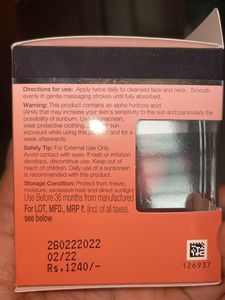 Directions for use: Apply twice daily to cleansed face and neck. Smooth
evenly in gentle massaging strokes until fully absorbed.
Warning: This product contains an alpha hydroxy acid
(AHA) that may increase your skin's sensitivity to the sun and particularly the
possibility of sunburn. Use a sunscreen,
wear protective clothing, sun
exposure while using this and for a
week afterwards.
Safety Tip: For External Use Only
Avoid contact with eyes. If rash or irritation
develops, discontinue use. Keep out of
reach of children. Daily use of a sunscreen
is recommended with this product.
Storage Condition: Protect from freeze,
moisture, excessive heat and direct sunlight.
Use Before 36 months from manufactured
For LOT, MFD., MRP ₹. (incl. of all taxes).
see below
260222022
02/22
Rs.1240/-
126937